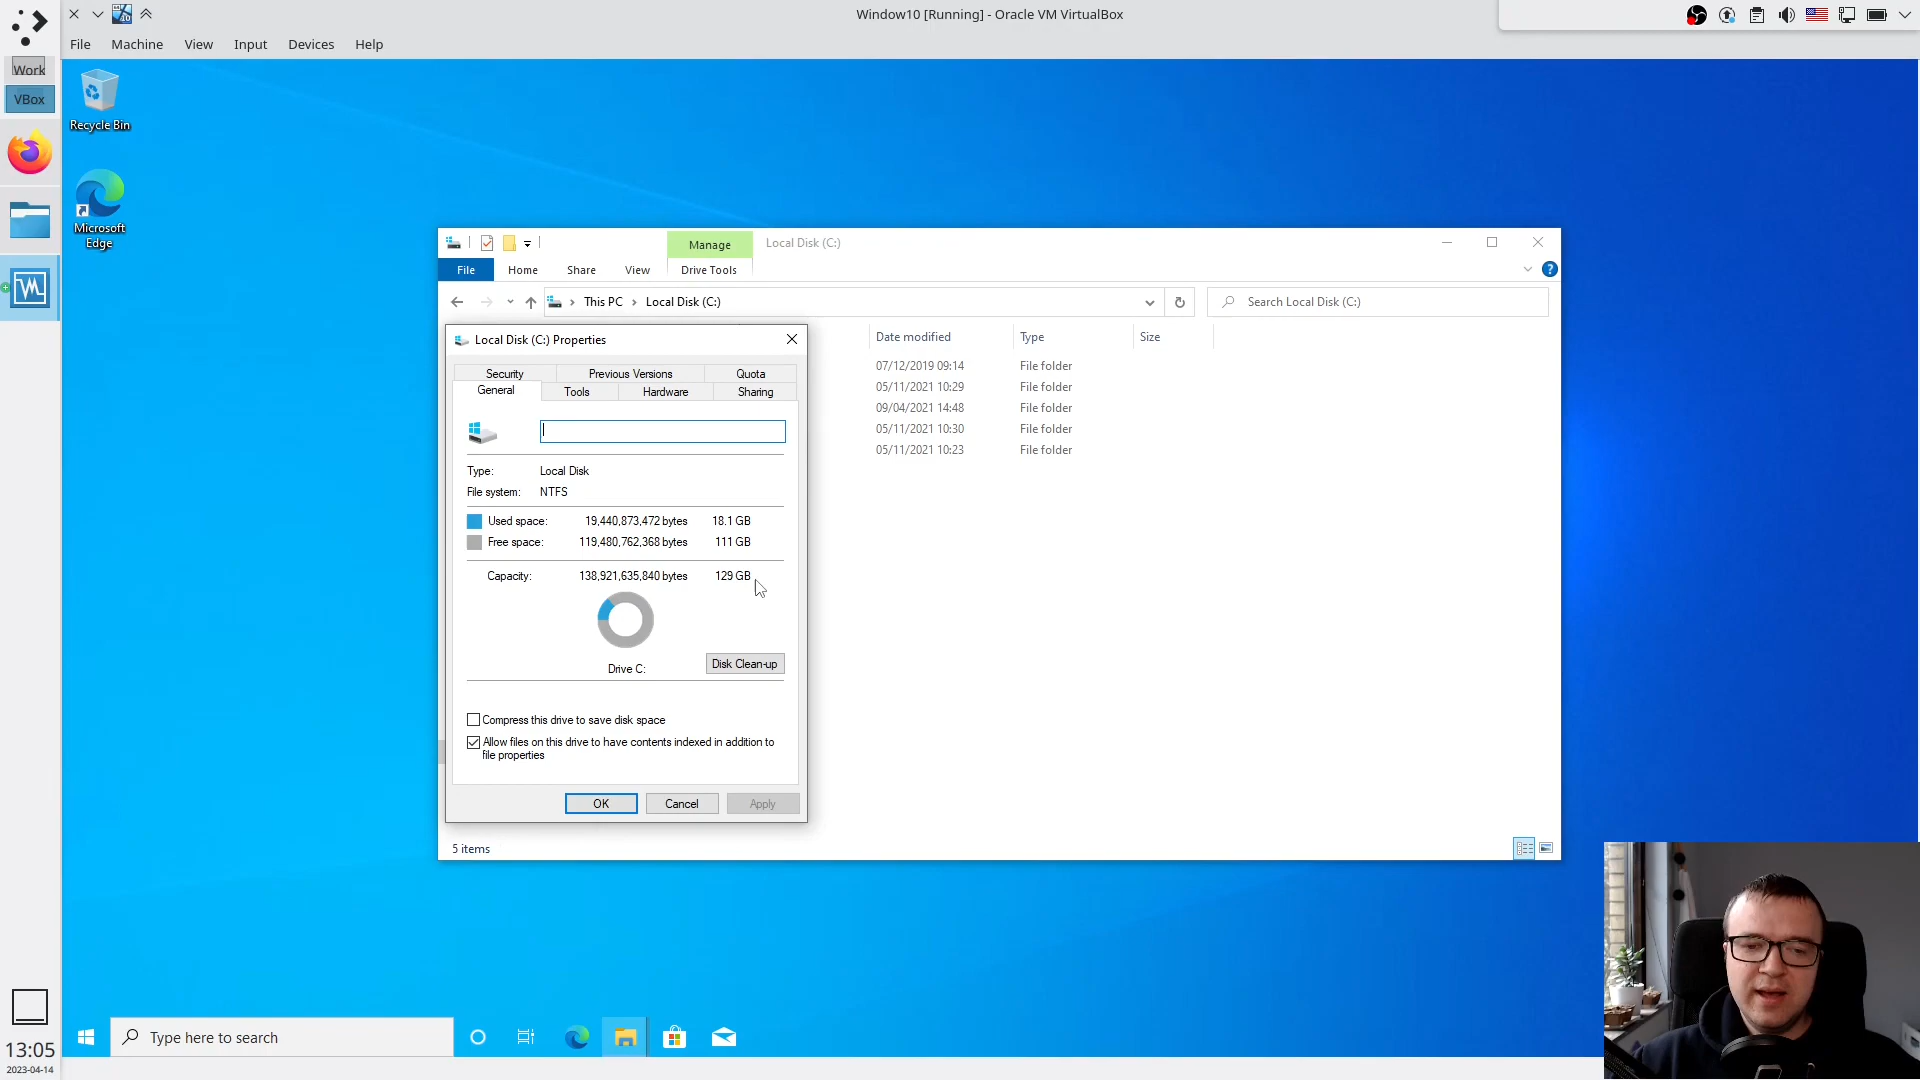 Window10 [Running] - Oracle VM VirtualBox
File Machine View Input Devices Help
Work
VBox
Recycle Bin
Microsoft
Edge
Manage
Local Disk (C:)
File Home Share View Drive Tools
This PC > Local Disk (C:)
Search Local Disk (C:)
Date modified Type Size
07/12/2019 09:14 File folder
05/11/2021 10:29 File folder
09/04/2021 14:48 File folder
05/11/2021 10:30 File folder
05/11/2021 10:23 File folder
Local Disk (C:) Properties
Security Previous Versions Quota
General Tools Hardware Sharing
Type: Local Disk
File system: NTFS
Used space: 19,440,873,472 bytes 18.1 GB
Free space: 119,480,762,368 bytes 111 GB
Capacity: 138,921,635,840 bytes 129 GB
Drive C:
Disk Clean-up
Compress this drive to save disk space
Allow files on this drive to have contents indexed in addition to
file properties
OK Cancel Apply
5 items
Type here to search
13:05
2023-04-14